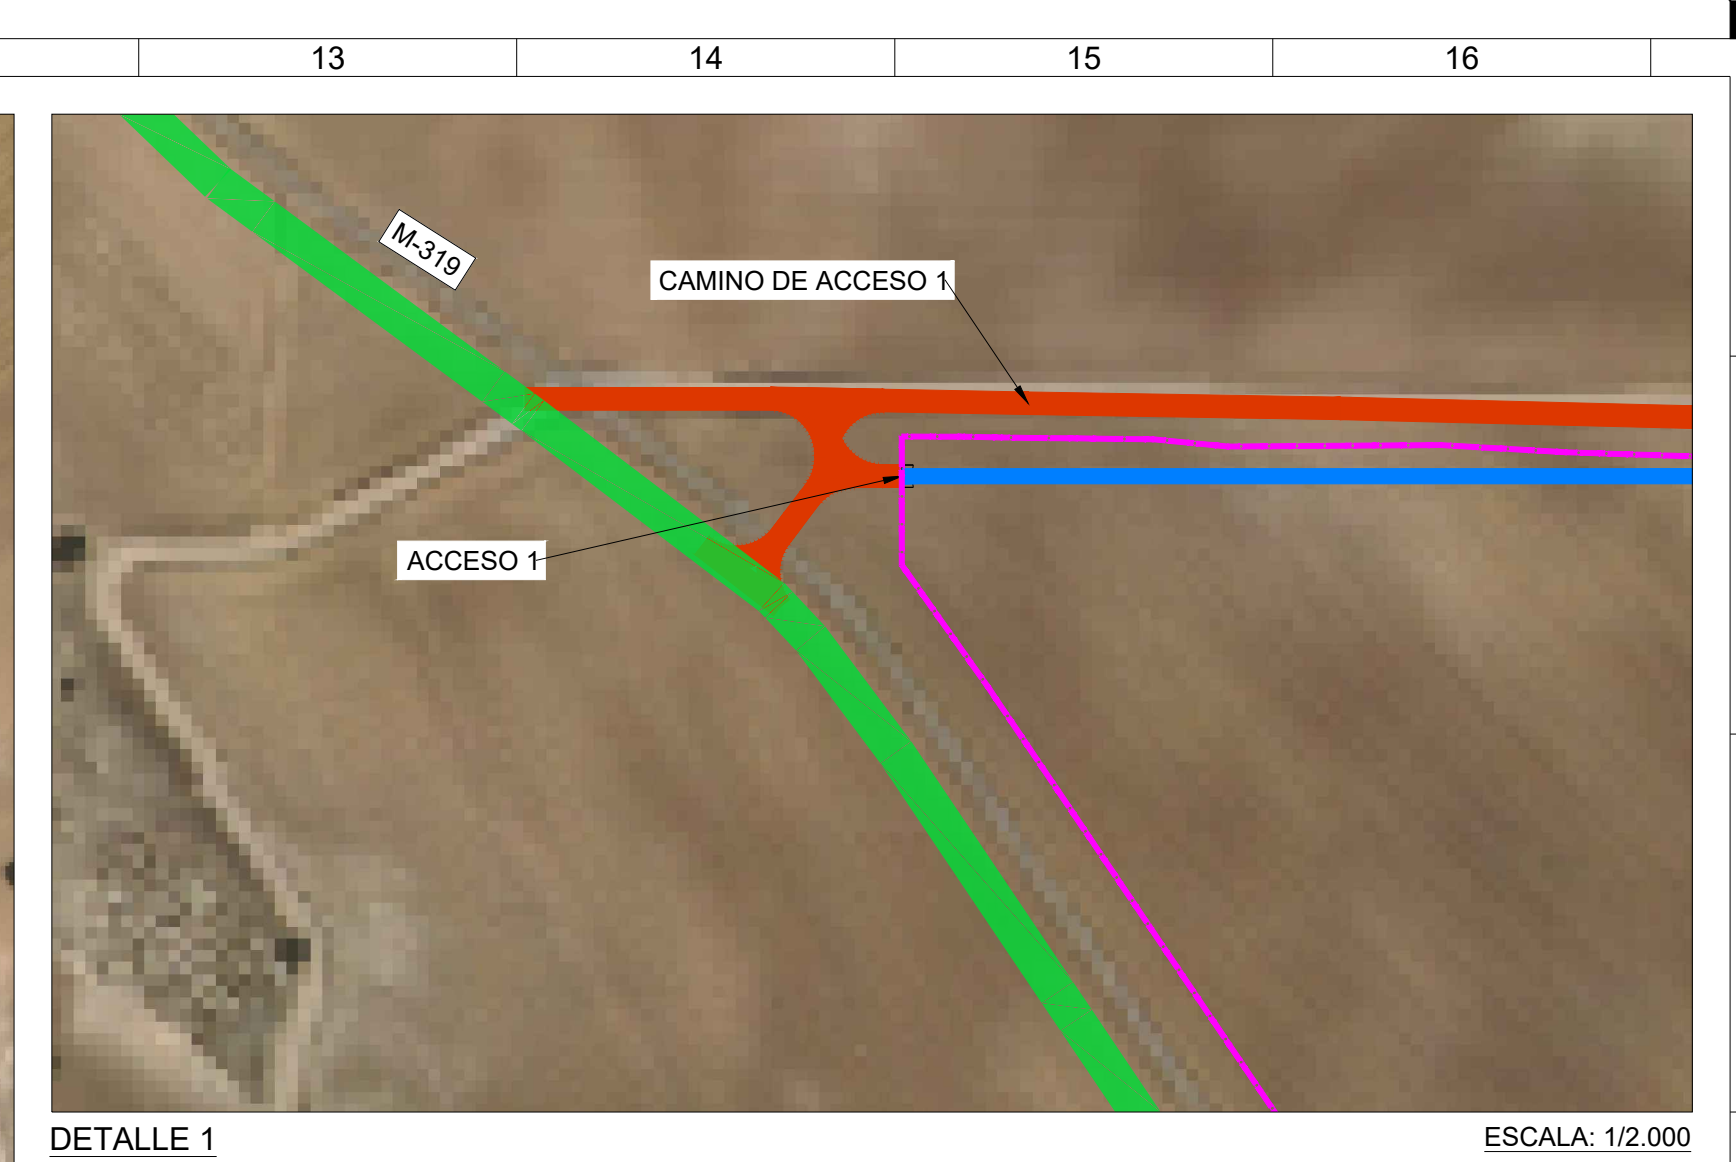 13
14
15
16
M-319
CAMINO DE ACCESO 1
ACCESO 1
DETALLE 1
ESCALA: 1/2.000